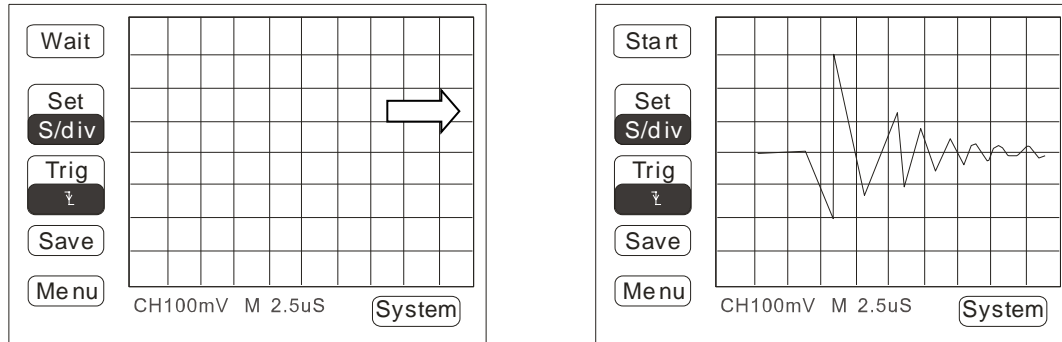 Wait
Set
S/div
Trig
Save
Menu
CH100mV M 2.5uS
System
Start
Set
S/div
Trig
Save
Menu
CH100mV M 2.5uS
System